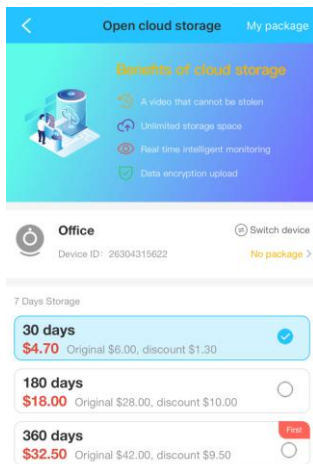 Open cloud storage My package
Benefits of cloud storage
A video that cannot be stolen
Unlimited storage space
Real time intelligent monitoring
Data encryption upload
Office Switch device
Device ID: 26304315622 No package >
7 Days Storage
30 days
$4.70 Original $6.00, discount $1.30
180 days
$18.00 Original $28.00, discount $10.00
First
360 days
$32.50 Original $42.00, discount $9.50